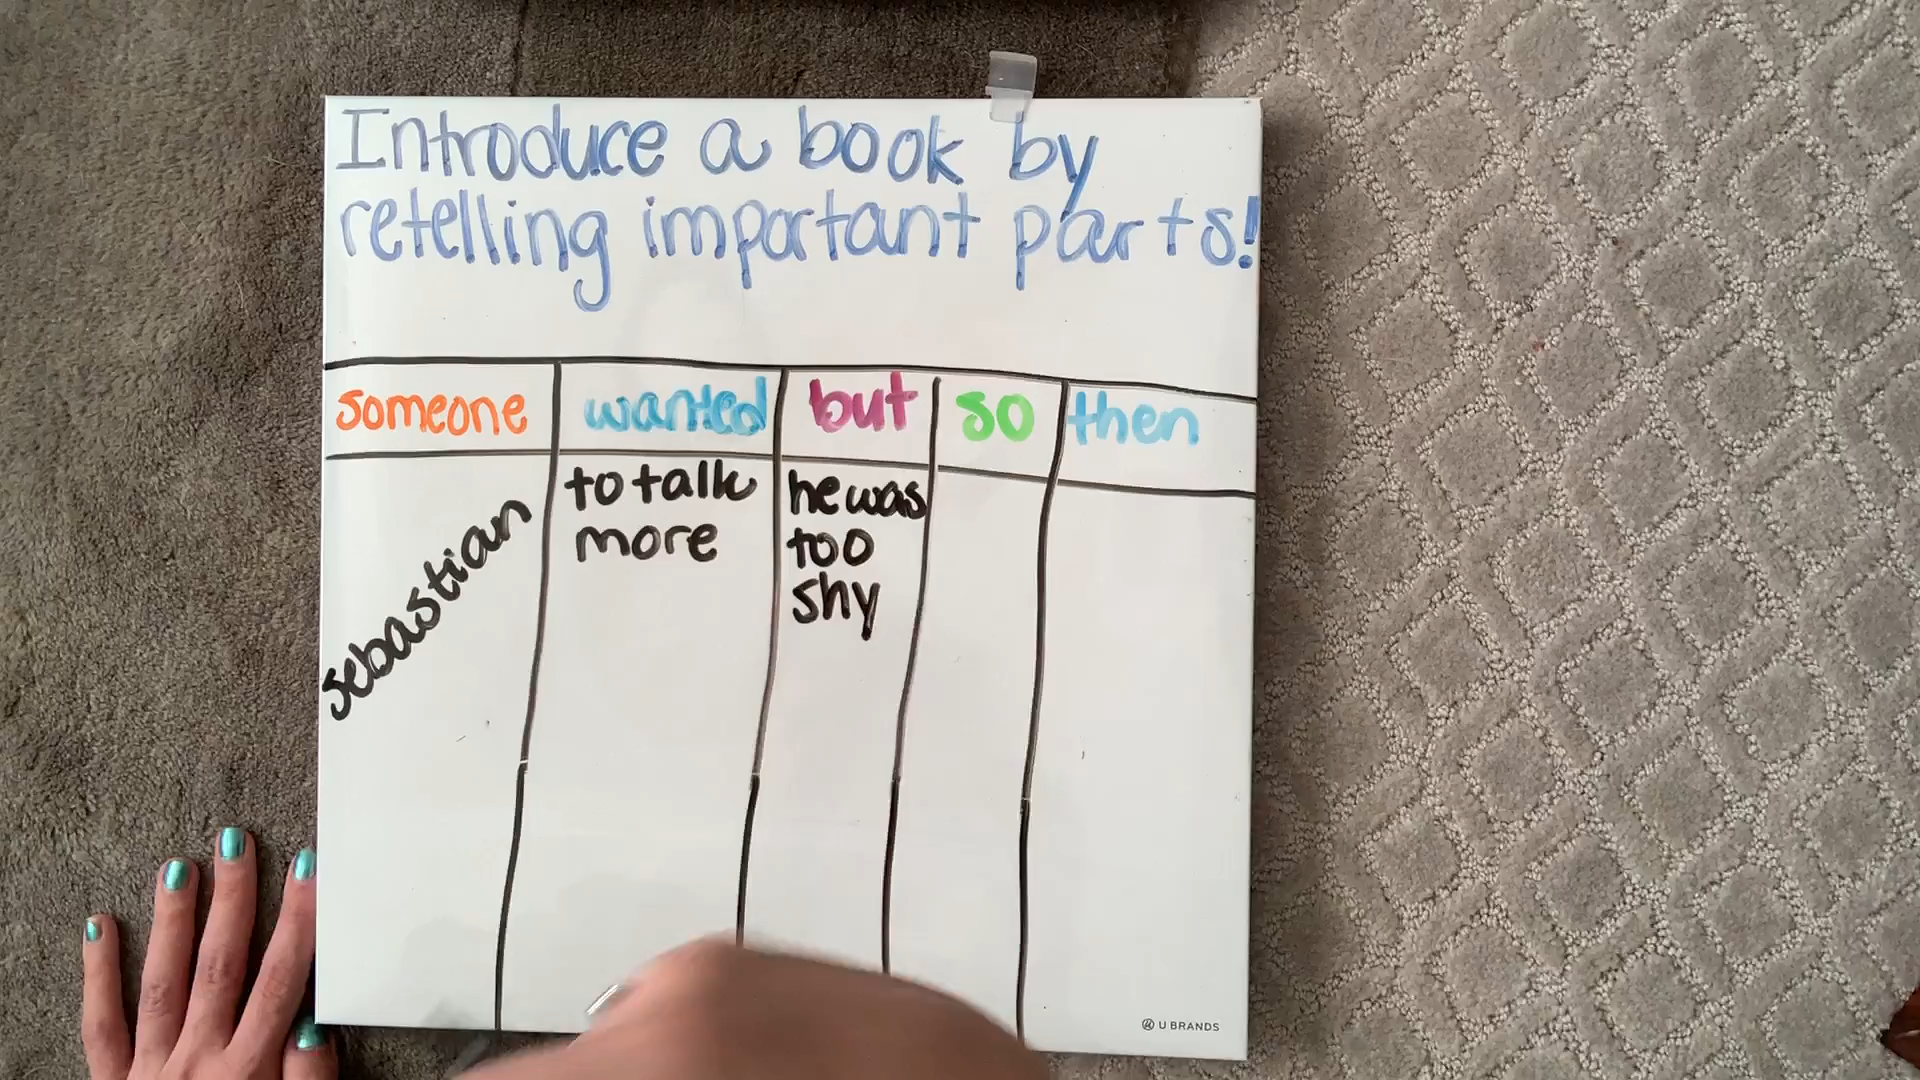 Introduce a book by
retelling important parts!
someone wanted but so then
sebastian
to talk
more
he was
too
shy
U BRANDS